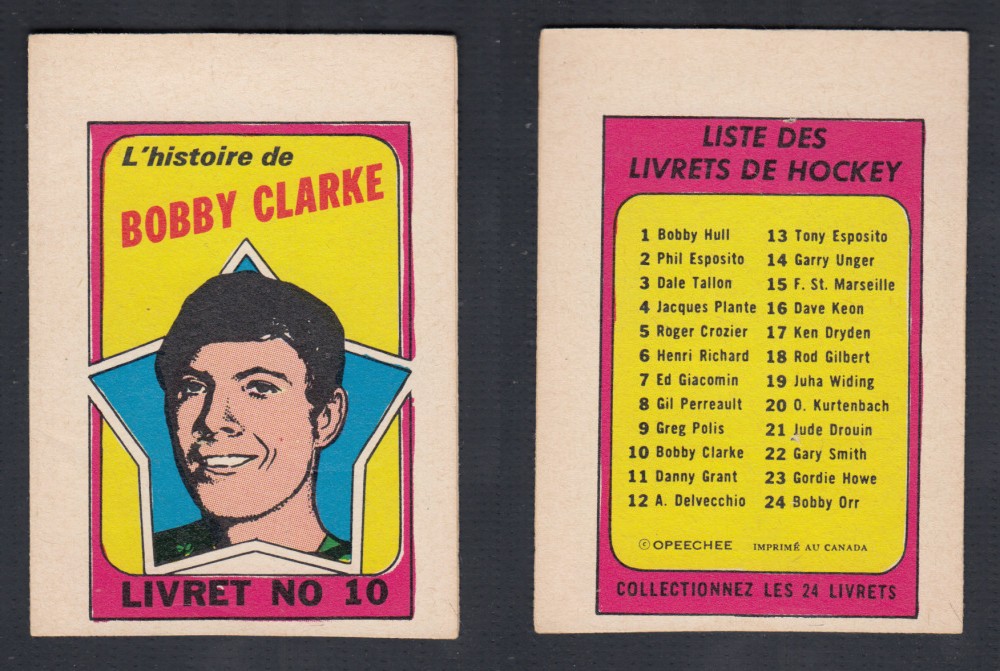 L'histoire de
BOBBY CLARKE
LIVRET NO 10
LISTE DES
LIVRETS DE HOCKEY
1 Bobby Hull
2 Phil Esposito
3 Dale Tallon
4 Jacques Plante
5 Roger Crozier
6 Henri Richard
7 Ed Giacomin
8 Gil Perreault
9 Greg Polis
10 Bobby Clarke
11 Danny Grant
12 A. Delvecchio
13 Tony Esposito
14 Garry Unger
15 F. St. Marseille
16 Dave Keon
17 Ken Dryden
18 Rod Gilbert
19 Juha Widing
20 O. Kurtenbach
21 Jude Drouin
22 Gary Smith
23 Gordie Howe
24 Bobby Orr
© OPEECHEE IMPRIMÉ AU CANADA
COLLECTIONNEZ LES 24 LIVRETS